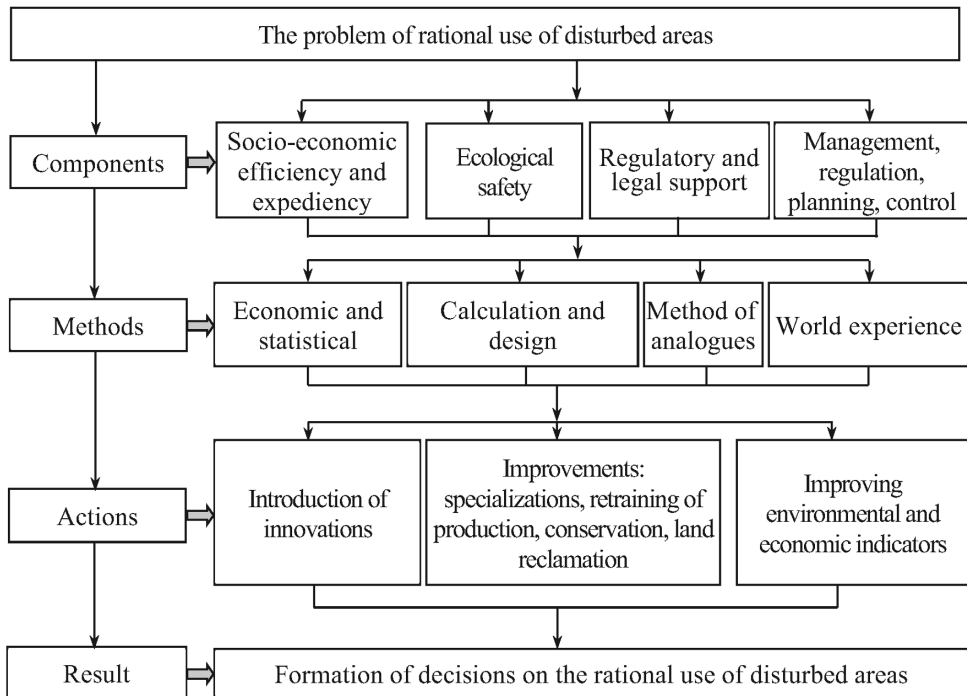 The problem of rational use of disturbed areas
Components
Socio-economic
efficiency and
expediency
Ecological
safety
Regulatory and
legal support
Management,
regulation,
planning, control
Methods
Economic and
statistical
Calculation and
design
Method of
analogues
World experience
Actions
Introduction of
innovations
Improvements:
specializations, retraining of
production, conservation, land
reclamation
Improving
environmental and
economic indicators
Result
Formation of decisions on the rational use of disturbed areas